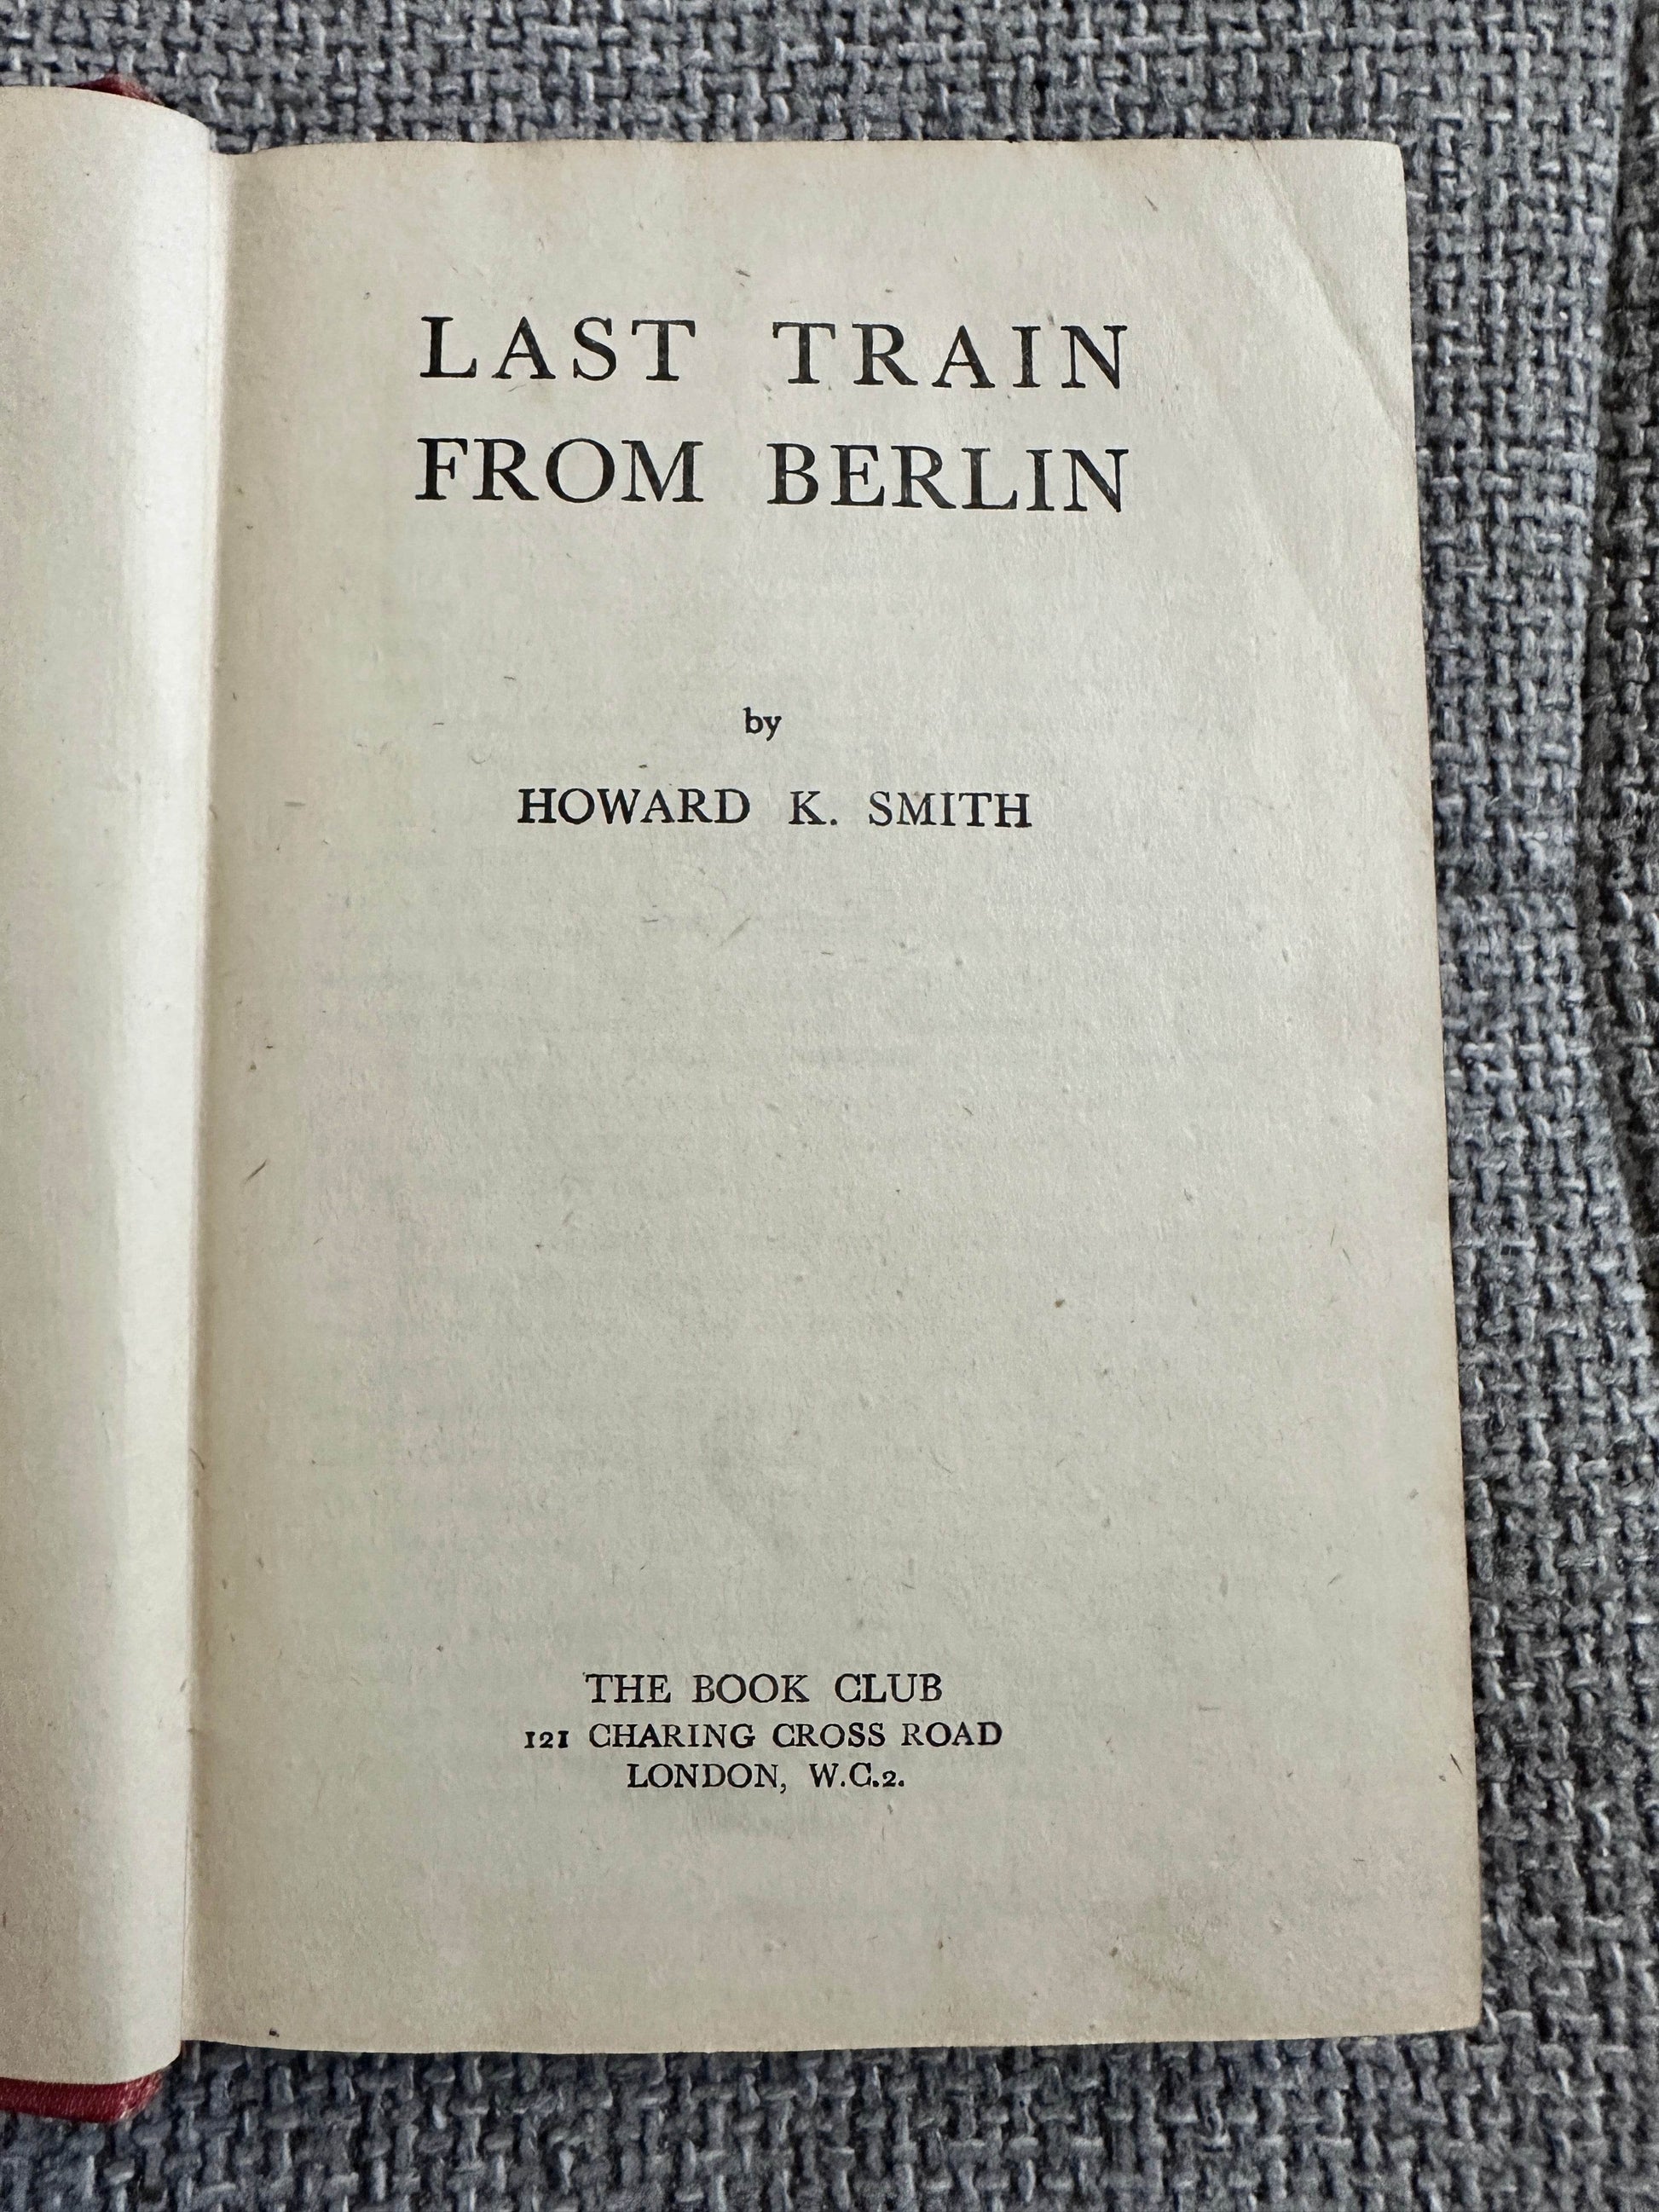 LAST TRAIN
FROM BERLIN
by
HOWARD K. SMITH
THE BOOK CLUB
121 CHARING CROSS ROAD
LONDON, W.C.2.